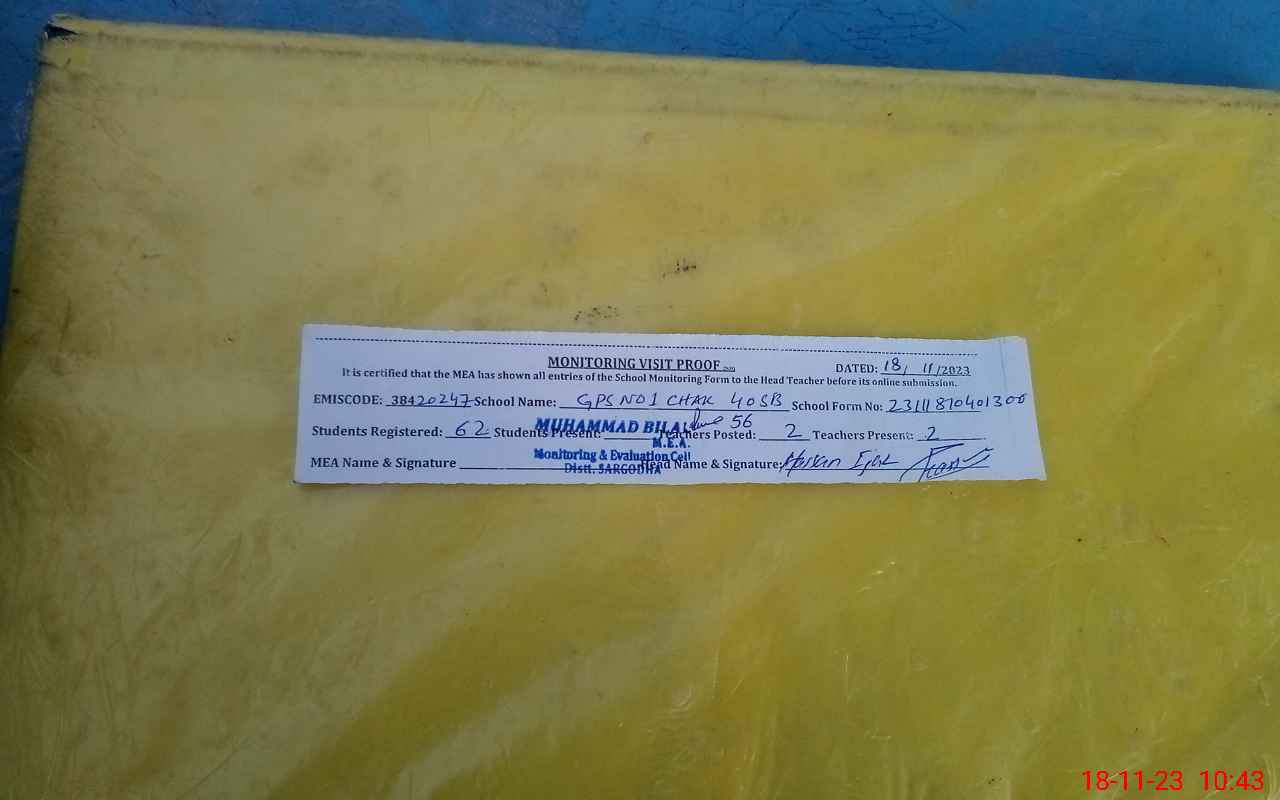 MONITORING VISIT PROOF
DATED: 18, 11/2023
It is certified that the MEA has shown all entries of the School Monitoring Form to the Head Teacher before its online submission.
EMISCODE: 38420247 School Name: GPS NO 1 CHAK 40SB School Form No:
Students Registered: 62 Students Present: 56 Teachers Posted: 2 Teachers Present: 2
MUHAMMAD BILAL
M.E.A.
Monitoring & Evaluation Cell
Distt. SARGODHA
MEA Name & Signature Head Name & Signature:
18-11-23 10:43